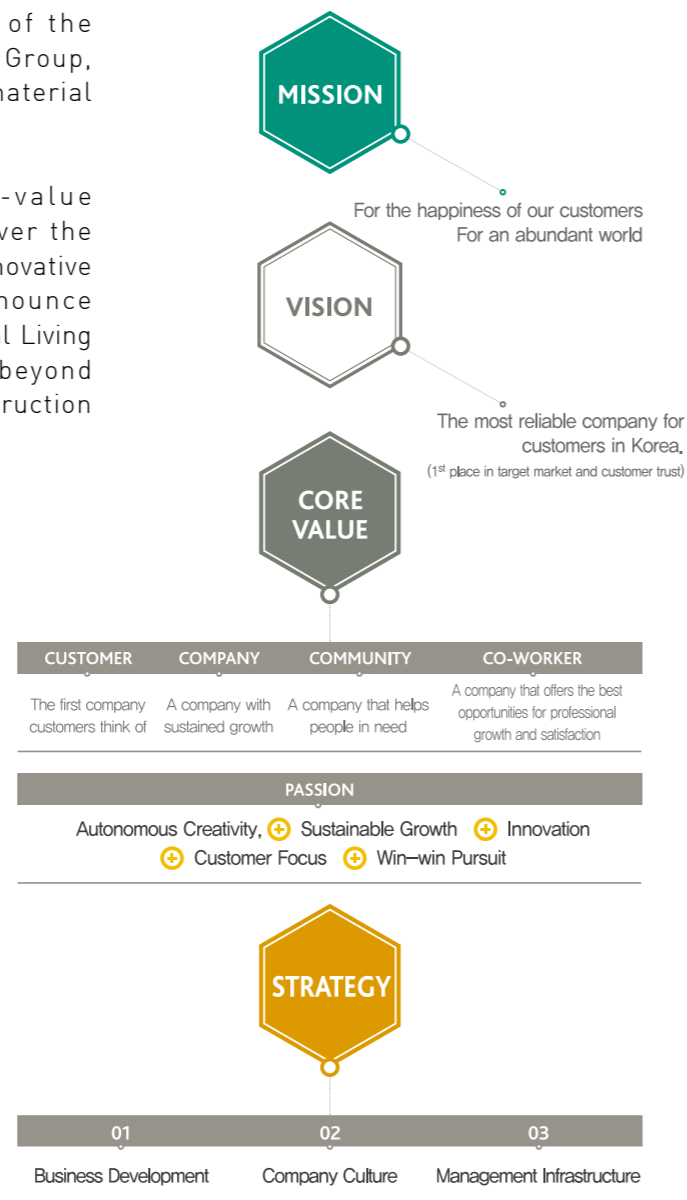 of the
Group,
material
-value
ver the
novative
nounce
al Living
beyond
ruction
MISSION
For the happiness of our customers
For an abundant world
VISION
The most reliable company for
customers in Korea.
(1st place in target market and customer trust)
CORE
VALUE
CUSTOMER COMPANY COMMUNITY CO-WORKER
The first company
customers think of
A company with
sustained growth
A company that helps
people in need
A company that offers the best
opportunities for professional
growth and satisfaction
PASSION
Autonomous Creativity, Sustainable Growth Innovation
Customer Focus Win-win Pursuit
STRATEGY
01 02 03
Business Development Company Culture Management Infrastructure